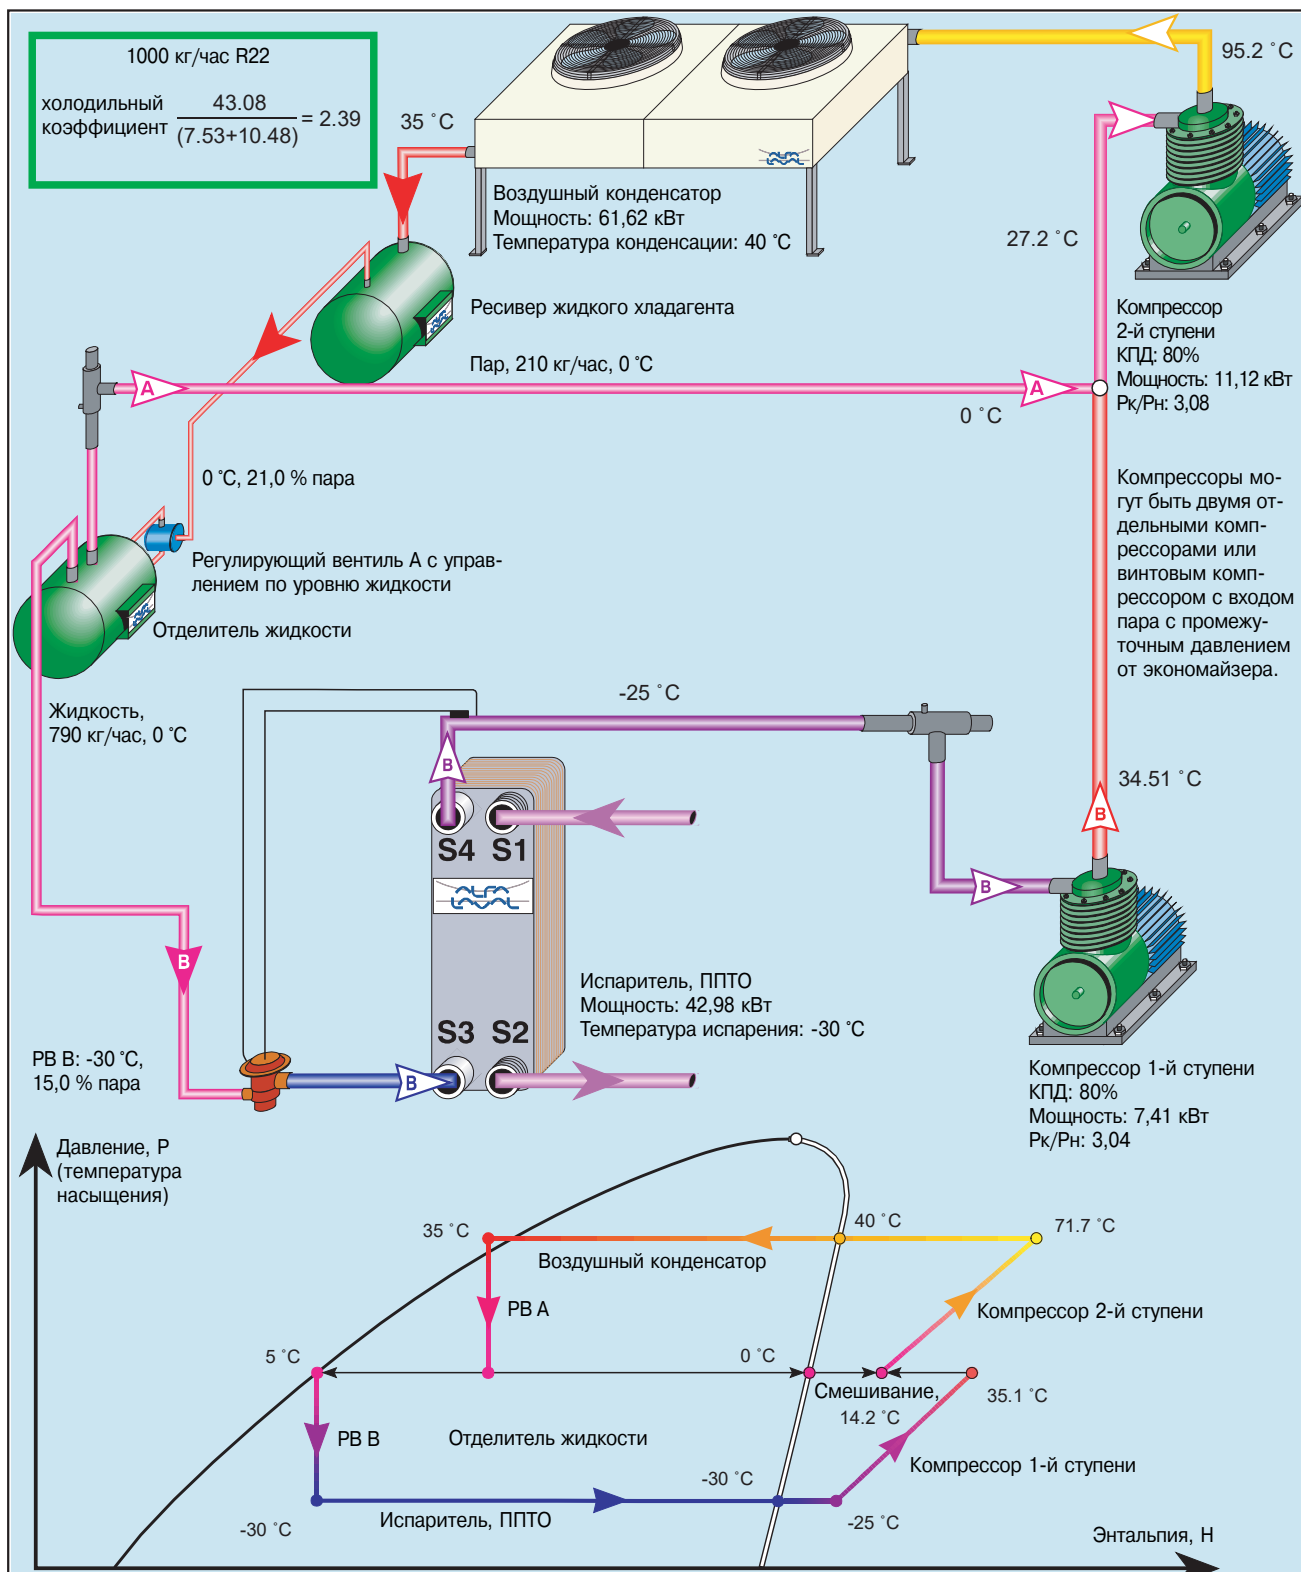 1000 кг/час R22
холодильный
коэффициент
43.08
(7.53+10.48)
= 2.39
35 °C
95.2 °C
ALFA
LAVAL
Воздушный конденсатор
Мощность: 61,62 кВт
Температура конденсации: 40 °C
27.2 °C
Ресивер жидкого хладагента
Компрессор
2-й ступени
КПД: 80%
Мощность: 11,12 кВт
Рк/Рн: 3,08
Пар, 210 кг/час, 0 °C
A
A
0 °C
0 °C, 21,0 % пара
Компрессоры мо-
гут быть двумя от-
дельными комп-
рессорами или
винтовым комп-
рессором с входом
пара с промежу-
точным давлением
от экономайзера.
Регулирующий вентиль А с управ-
лением по уровню жидкости
Отделитель жидкости
-25 °C
Жидкость,
790 кг/час, 0 °C
B
34.51 °C
B
S4 S1
B
ALFA
LAVAL
B
Испаритель, ППТО
Мощность: 42,98 кВт
Температура испарения: -30 °C
S3 S2
РВ В: -30 °C,
15,0 % пара
B
Компрессор 1-й ступени
КПД: 80%
Мощность: 7,41 кВт
Рк/Рн: 3,04
Давление, Р
(температура
насыщения)
35 °C
40 °C
71.7 °C
Воздушный конденсатор
РВ А
Компрессор 2-й ступени
5 °C
0 °C
Смешивание,
14.2 °C
35.1 °C
РВ В
Отделитель жидкости
-30 °C
Компрессор 1-й ступени
-30 °C
Испаритель, ППТО
-25 °C
Энтальпия, Н